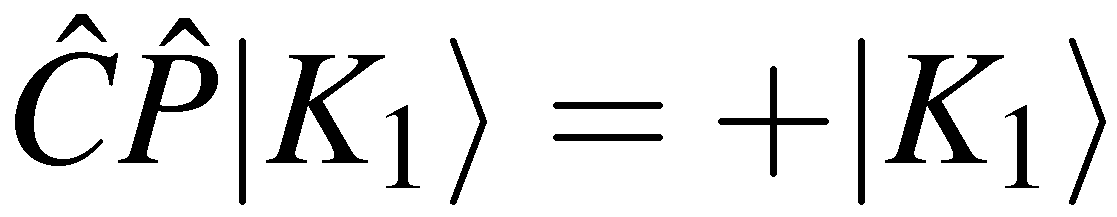 ĈP̂|K₁⟩ = +|K₁⟩